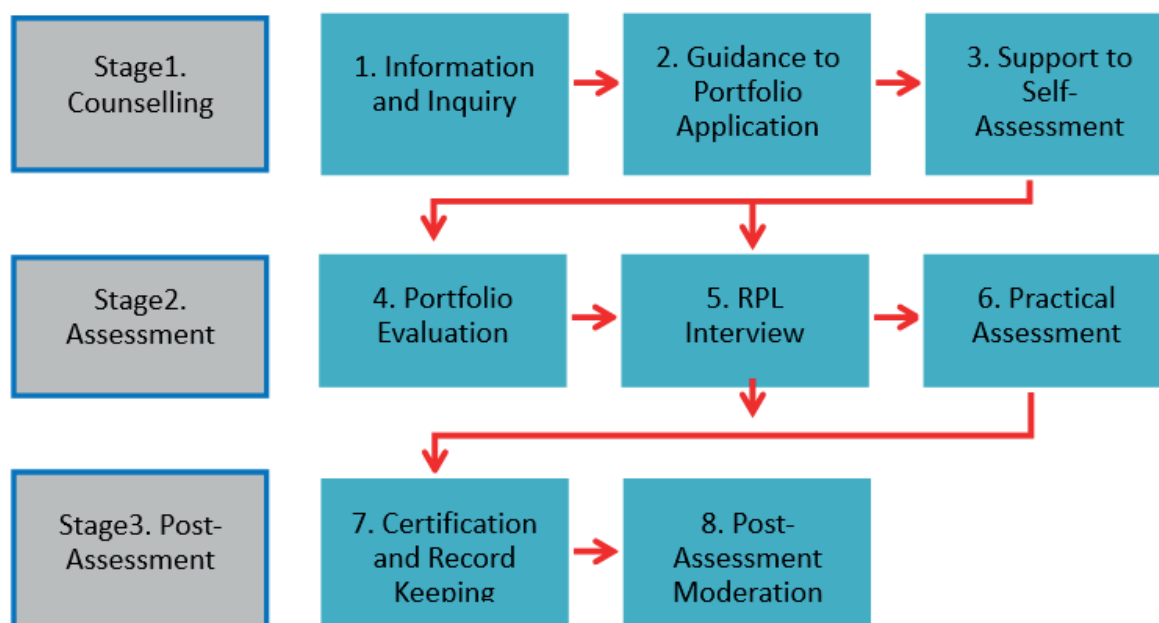 Stage1.
Counselling
1. Information
and Inquiry
2. Guidance to
Portfolio
Application
3. Support to
Self-
Assessment
Stage2.
Assessment
4. Portfolio
Evaluation
5. RPL
Interview
6. Practical
Assessment
Stage3. Post-
Assessment
7. Certification
and Record
Keeping
8. Post-
Assessment
Moderation